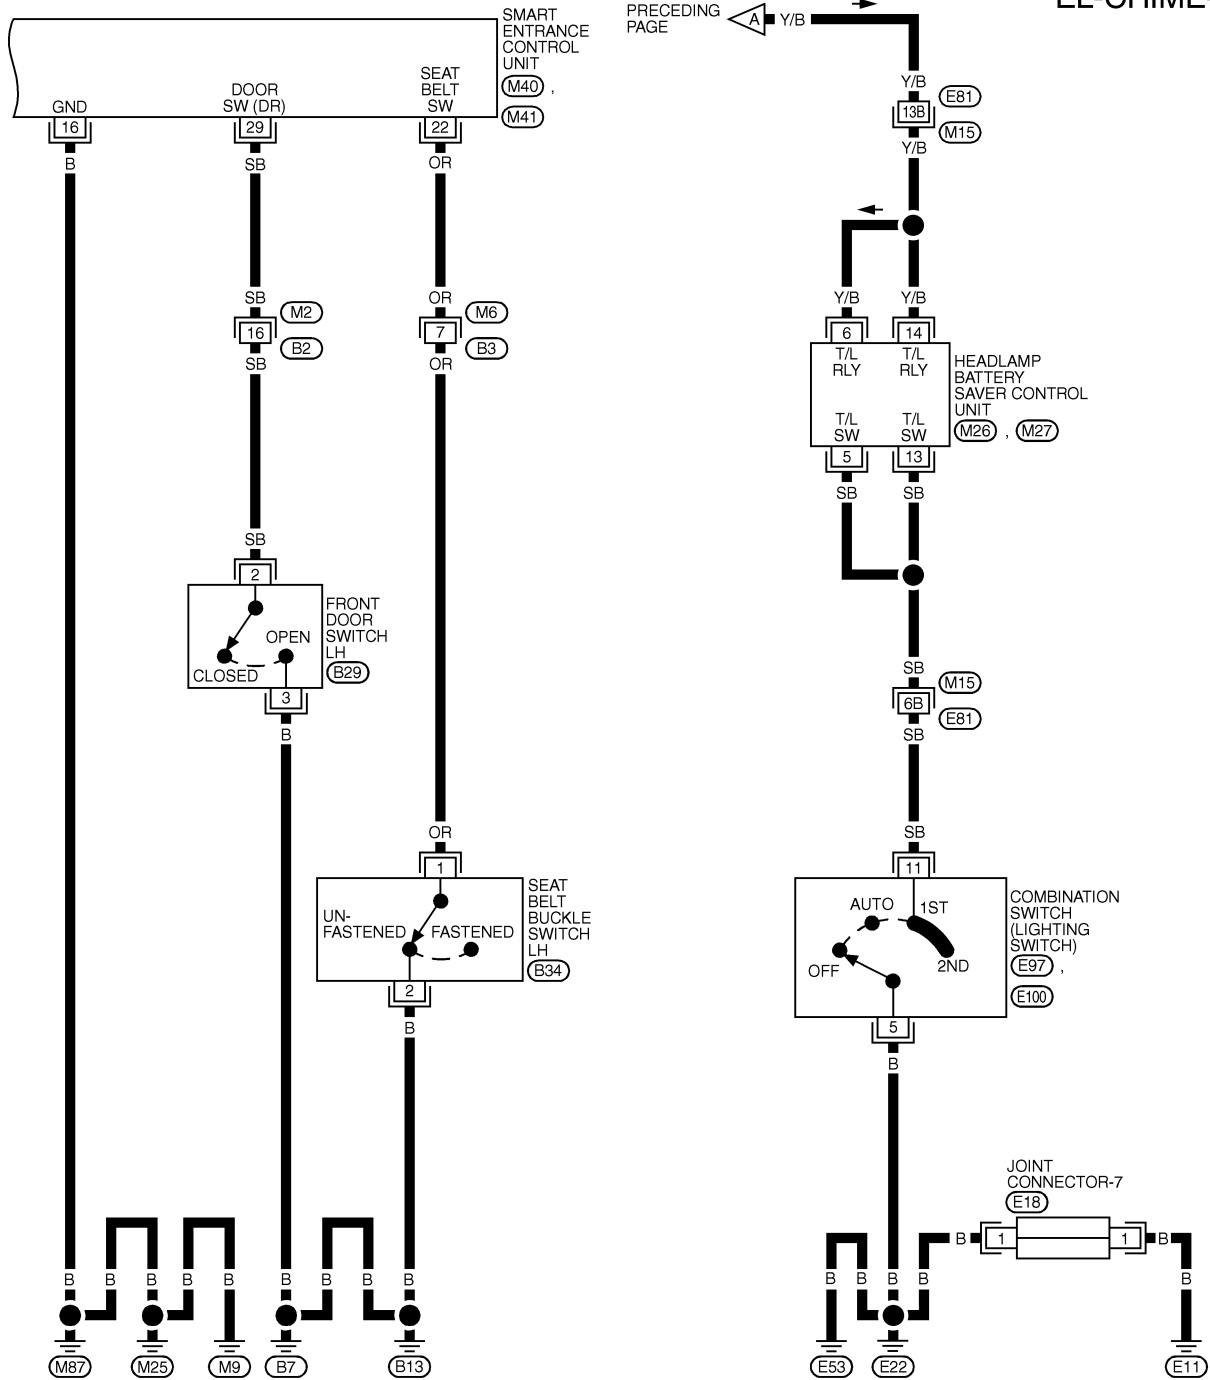 EL-CHIME-
SMART
ENTRANCE
CONTROL
UNIT
M40 ,
M41
GND
DOOR
SW (DR)
SEAT
BELT
SW
16
29
22
B
SB
OR
SB
OR
M2
M6
16
7
B2
B3
SB
OR
SB
2
FRONT
DOOR
SWITCH
LH
B29
OPEN
CLOSED
3
B
OR
1
SEAT
BELT
BUCKLE
SWITCH
LH
B34
UN-
FASTENED
FASTENED
2
B
B
B
B
B
B
B
B
B
B
M87
M25
M9
B7
B13
PRECEDING
PAGE
A
Y/B
Y/B
E81
13B
M15
Y/B
Y/B
Y/B
6
14
T/L
RLY
T/L
RLY
HEADLAMP
BATTERY
SAVER CONTROL
UNIT
M26 , M27
T/L
SW
T/L
SW
5
13
SB
SB
SB
M15
6B
E81
SB
SB
11
COMBINATION
SWITCH
(LIGHTING
SWITCH)
E97 ,
E100
AUTO
1ST
OFF
2ND
5
B
JOINT
CONNECTOR-7
E18
B
1
1
B
B
B
B
B
B
E53
E22
E11